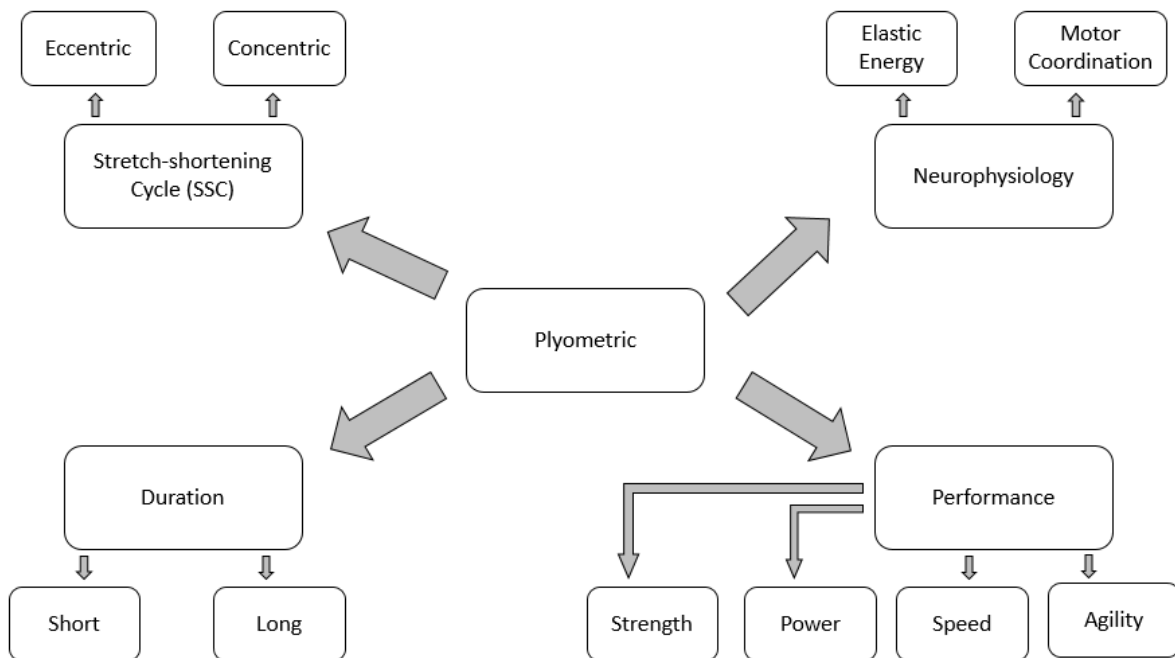 Eccentric
Concentric
Elastic
Energy
Motor
Coordination
Stretch-shortening
Cycle (SSC)
Neurophysiology
Plyometric
Duration
Performance
Short
Long
Strength
Power
Speed
Agility